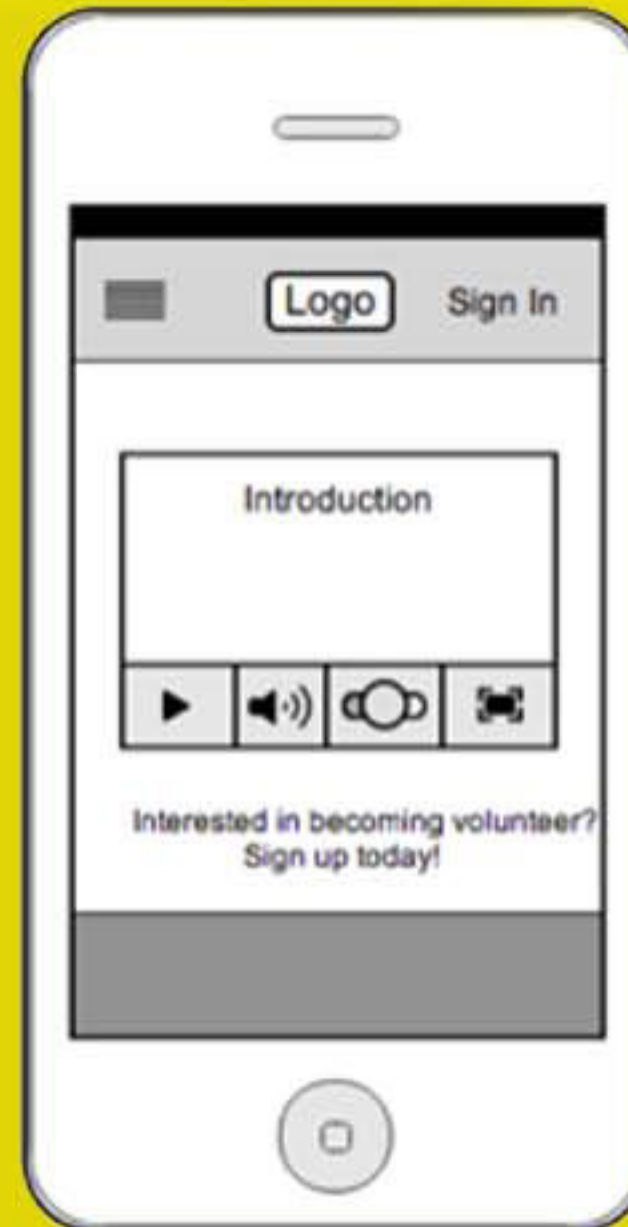 Logo
Sign In
Introduction
Interested in becoming volunteer?
Sign up today!